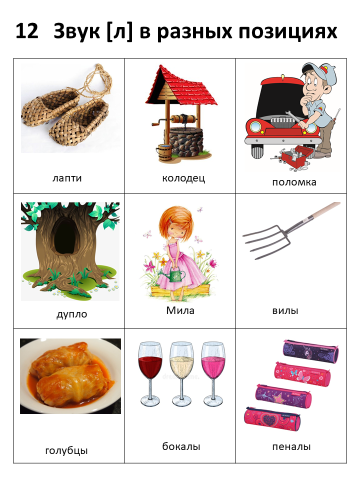 12 Звук [л] в разных позициях
лапти
колодец
поломка
дупло
Мила
вилы
голубцы
бокалы
пеналы